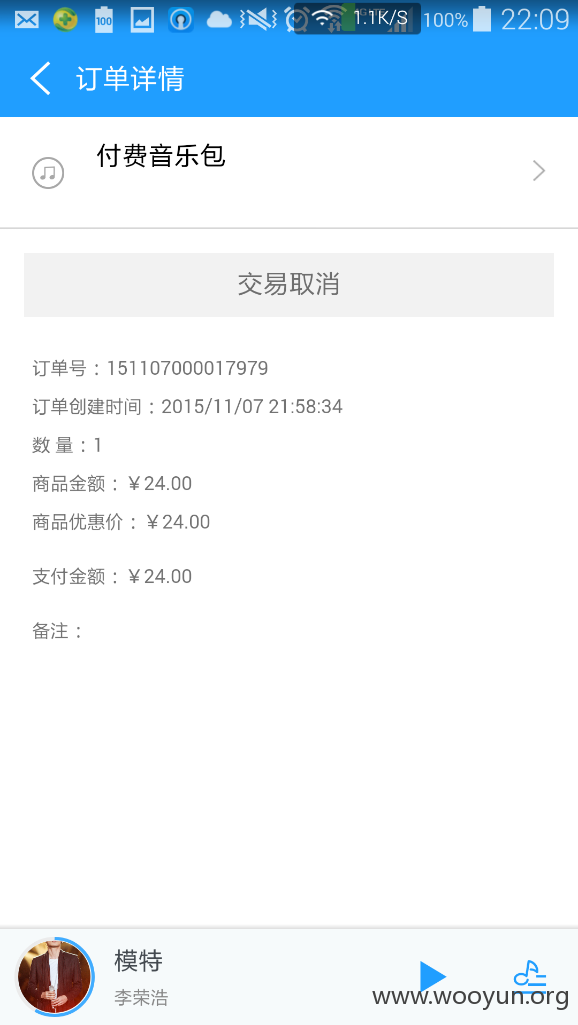 100 1.1K/S 100% 22:09
订单详情
付费音乐包
交易取消
订单号：151107000017979
订单创建时间：2015/11/07 21:58:34
数 量：1
商品金额：￥24.00
商品优惠价：￥24.00
支付金额：￥24.00
备注：
模特
李荣浩
www.wooyun.org